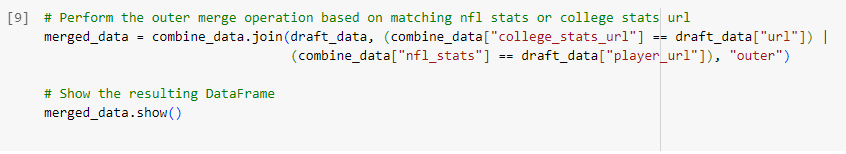 [9] # Perform the outer merge operation based on matching nfl stats or college stats url
merged_data = combine_data.join(draft_data, (combine_data["college_stats_url"] == draft_data["url"]) |
(combine_data["nfl_stats"] == draft_data["player_url"]), "outer")
# Show the resulting DataFrame
merged_data.show()